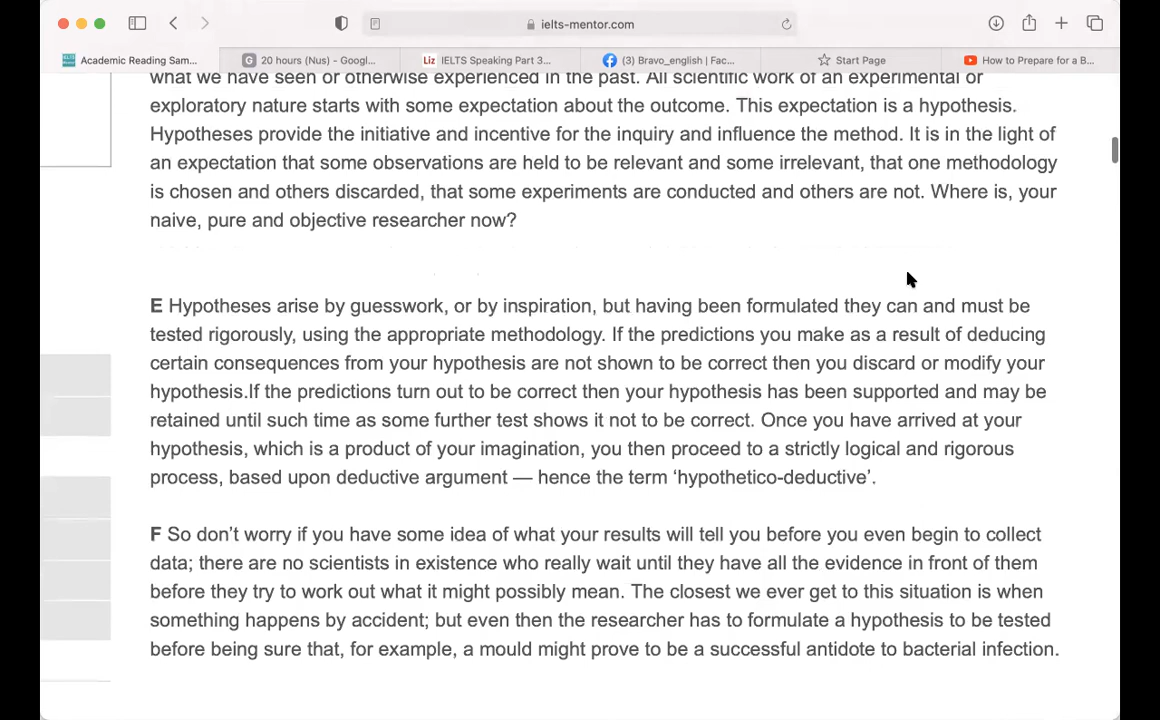 ielts-mentor.com
Academic Reading Sam...
G 20 hours (Nus) - Googl...
Liz IELTS Speaking Part 3...
(3) Bravo_english | Fac...
Start Page
How to Prepare for a B...
what we have seen or otherwise experienced in the past. All scientific work of an experimental or
exploratory nature starts with some expectation about the outcome. This expectation is a hypothesis.
Hypotheses provide the initiative and incentive for the inquiry and influence the method. It is in the light of
an expectation that some observations are held to be relevant and some irrelevant, that one methodology
is chosen and others discarded, that some experiments are conducted and others are not. Where is, your
naive, pure and objective researcher now?
E Hypotheses arise by guesswork, or by inspiration, but having been formulated they can and must be
tested rigorously, using the appropriate methodology. If the predictions you make as a result of deducing
certain consequences from your hypothesis are not shown to be correct then you discard or modify your
hypothesis.If the predictions turn out to be correct then your hypothesis has been supported and may be
retained until such time as some further test shows it not to be correct. Once you have arrived at your
hypothesis, which is a product of your imagination, you then proceed to a strictly logical and rigorous
process, based upon deductive argument — hence the term ‘hypothetico-deductive’.
F So don’t worry if you have some idea of what your results will tell you before you even begin to collect
data; there are no scientists in existence who really wait until they have all the evidence in front of them
before they try to work out what it might possibly mean. The closest we ever get to this situation is when
something happens by accident; but even then the researcher has to formulate a hypothesis to be tested
before being sure that, for example, a mould might prove to be a successful antidote to bacterial infection.